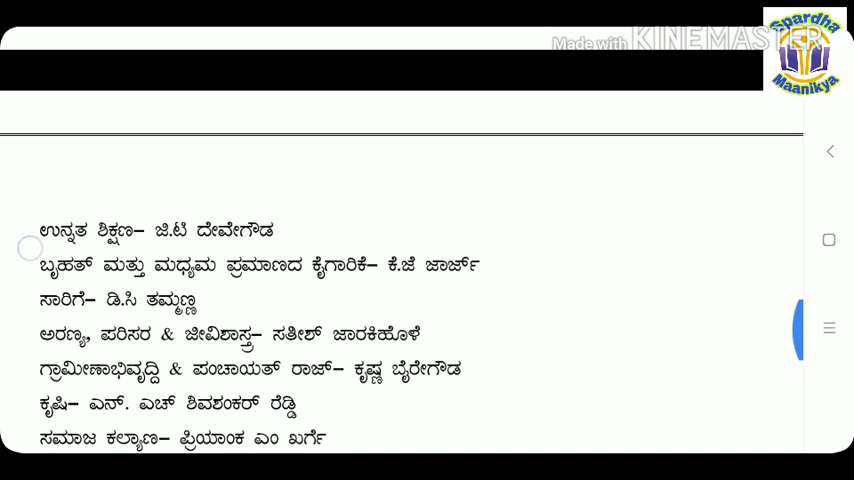 Spardha
Made with KINEMASTER
Maanikya
ಉನ್ನತ ಶಿಕ್ಷಣ– ಜಿ.ಟಿ ದೇವೇಗೌಡ
ಬೃಹತ್ ಮತ್ತು ಮಧ್ಯಮ ಪ್ರಮಾಣದ ಕೈಗಾರಿಕೆ– ಕೆ.ಜೆ ಜಾರ್ಜ್
ಸಾರಿಗೆ– ಡಿ.ಸಿ ತಮ್ಮಣ್ಣ
ಅರಣ್ಯ, ಪರಿಸರ & ಜೀವಿಶಾಸ್ತ್ರ– ಸತೀಶ್ ಜಾರಕಿಹೊಳೆ
ಗ್ರಾಮೀಣಾಭಿವೃದ್ದಿ & ಪಂಚಾಯತ್ ರಾಜ್– ಕೃಷ್ಣ ಬೈರೇಗೌಡ
ಕೃಷಿ– ಎನ್. ಎಚ್ ಶಿವಶಂಕರ್ ರೆಡ್ಡಿ
ಸಮಾಜ ಕಲ್ಯಾಣ– ಪ್ರಿಯಾಂಕ ಎಂ ಖರ್ಗೆ